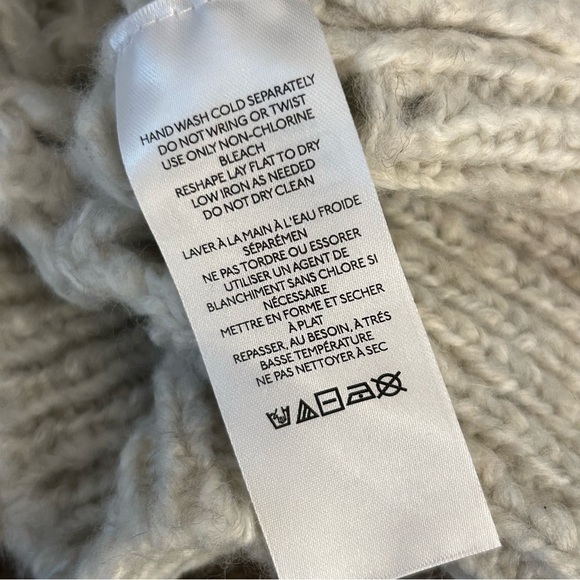 HAND WASH COLD SEPARATELY
DO NOT WRING OR TWIST
USE ONLY NON-CHLORINE
BLEACH
RESHAPE LAY FLAT TO DRY
LOW IRON AS NEEDED
DO NOT DRY CLEAN
LAVER À LA MAIN À L'EAU FROIDE
SÉPARÉMEN
NE PAS TORDRE OU ESSORER
UTILISER UN AGENT DE
BLANCHIMENT SANS CHLORE SI
NÉCESSAIRE
METTRE EN FORME ET SECHER
À PLAT
REPASSER, AU BESOIN, À TRÉS
BASSE TEMPÉRATURE
NE PAS NETTOYER À SEC